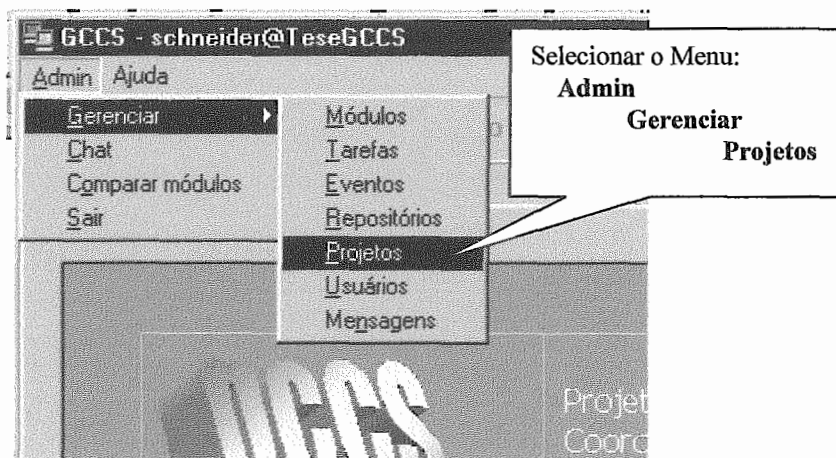 GCCS - schneider@TeseGCCS
Admin Ajuda
Gerenciar
Chat
Comparar módulos
Sair
Módulos
Tarefas
Eventos
Repositórios
Projetos
Usuários
Mensagens
Selecionar o Menu:
Admin
Gerenciar
Projetos
GCCS
Projet
Coord